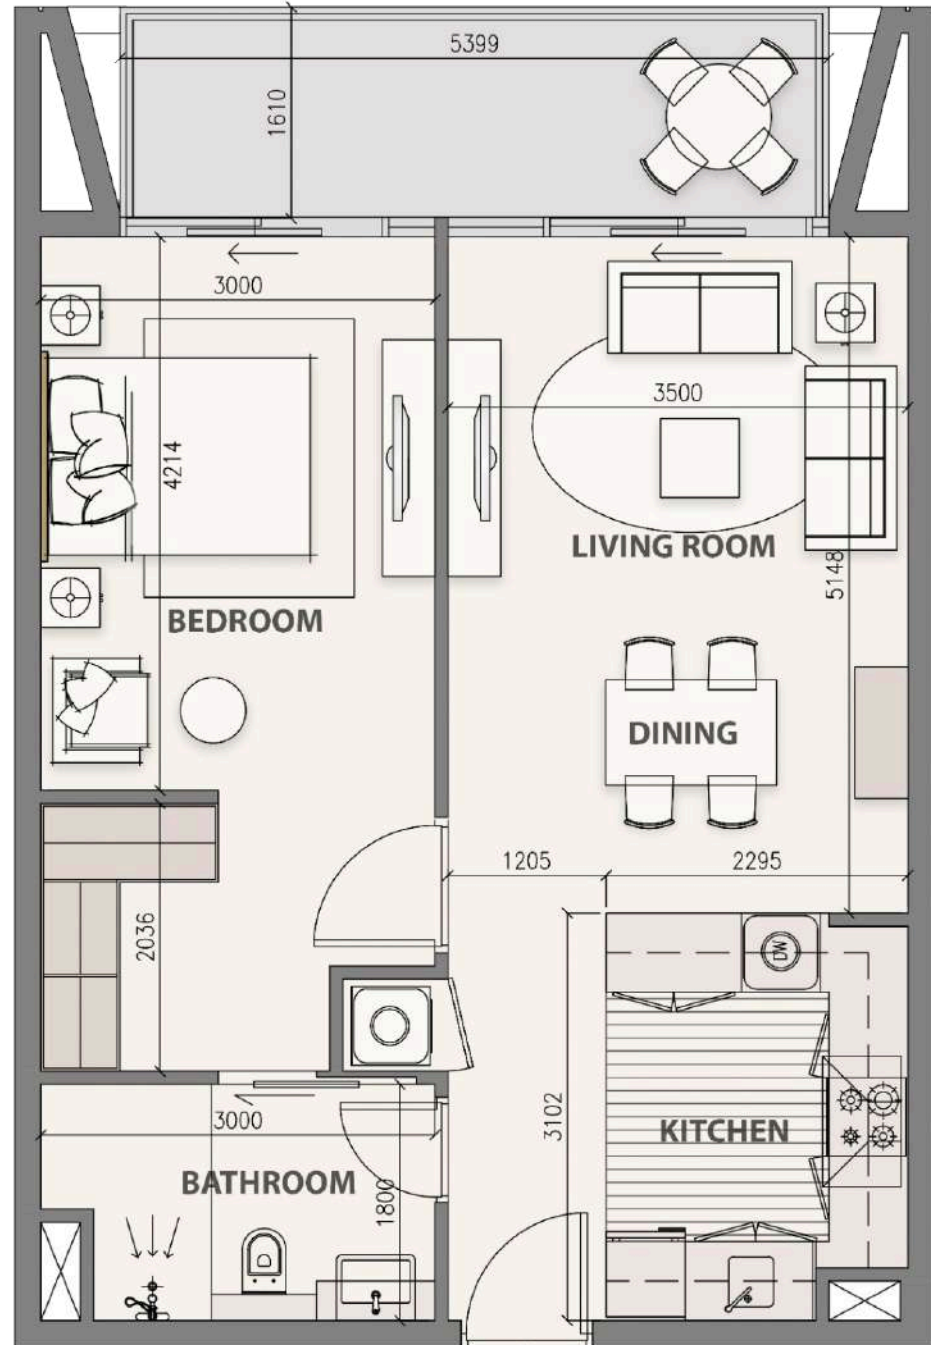 5399
1610
3000
3500
4214
LIVING ROOM
5148
BEDROOM
DINING
1205
2295
2036
DW
3102
3000
KITCHEN
BATHROOM
1800